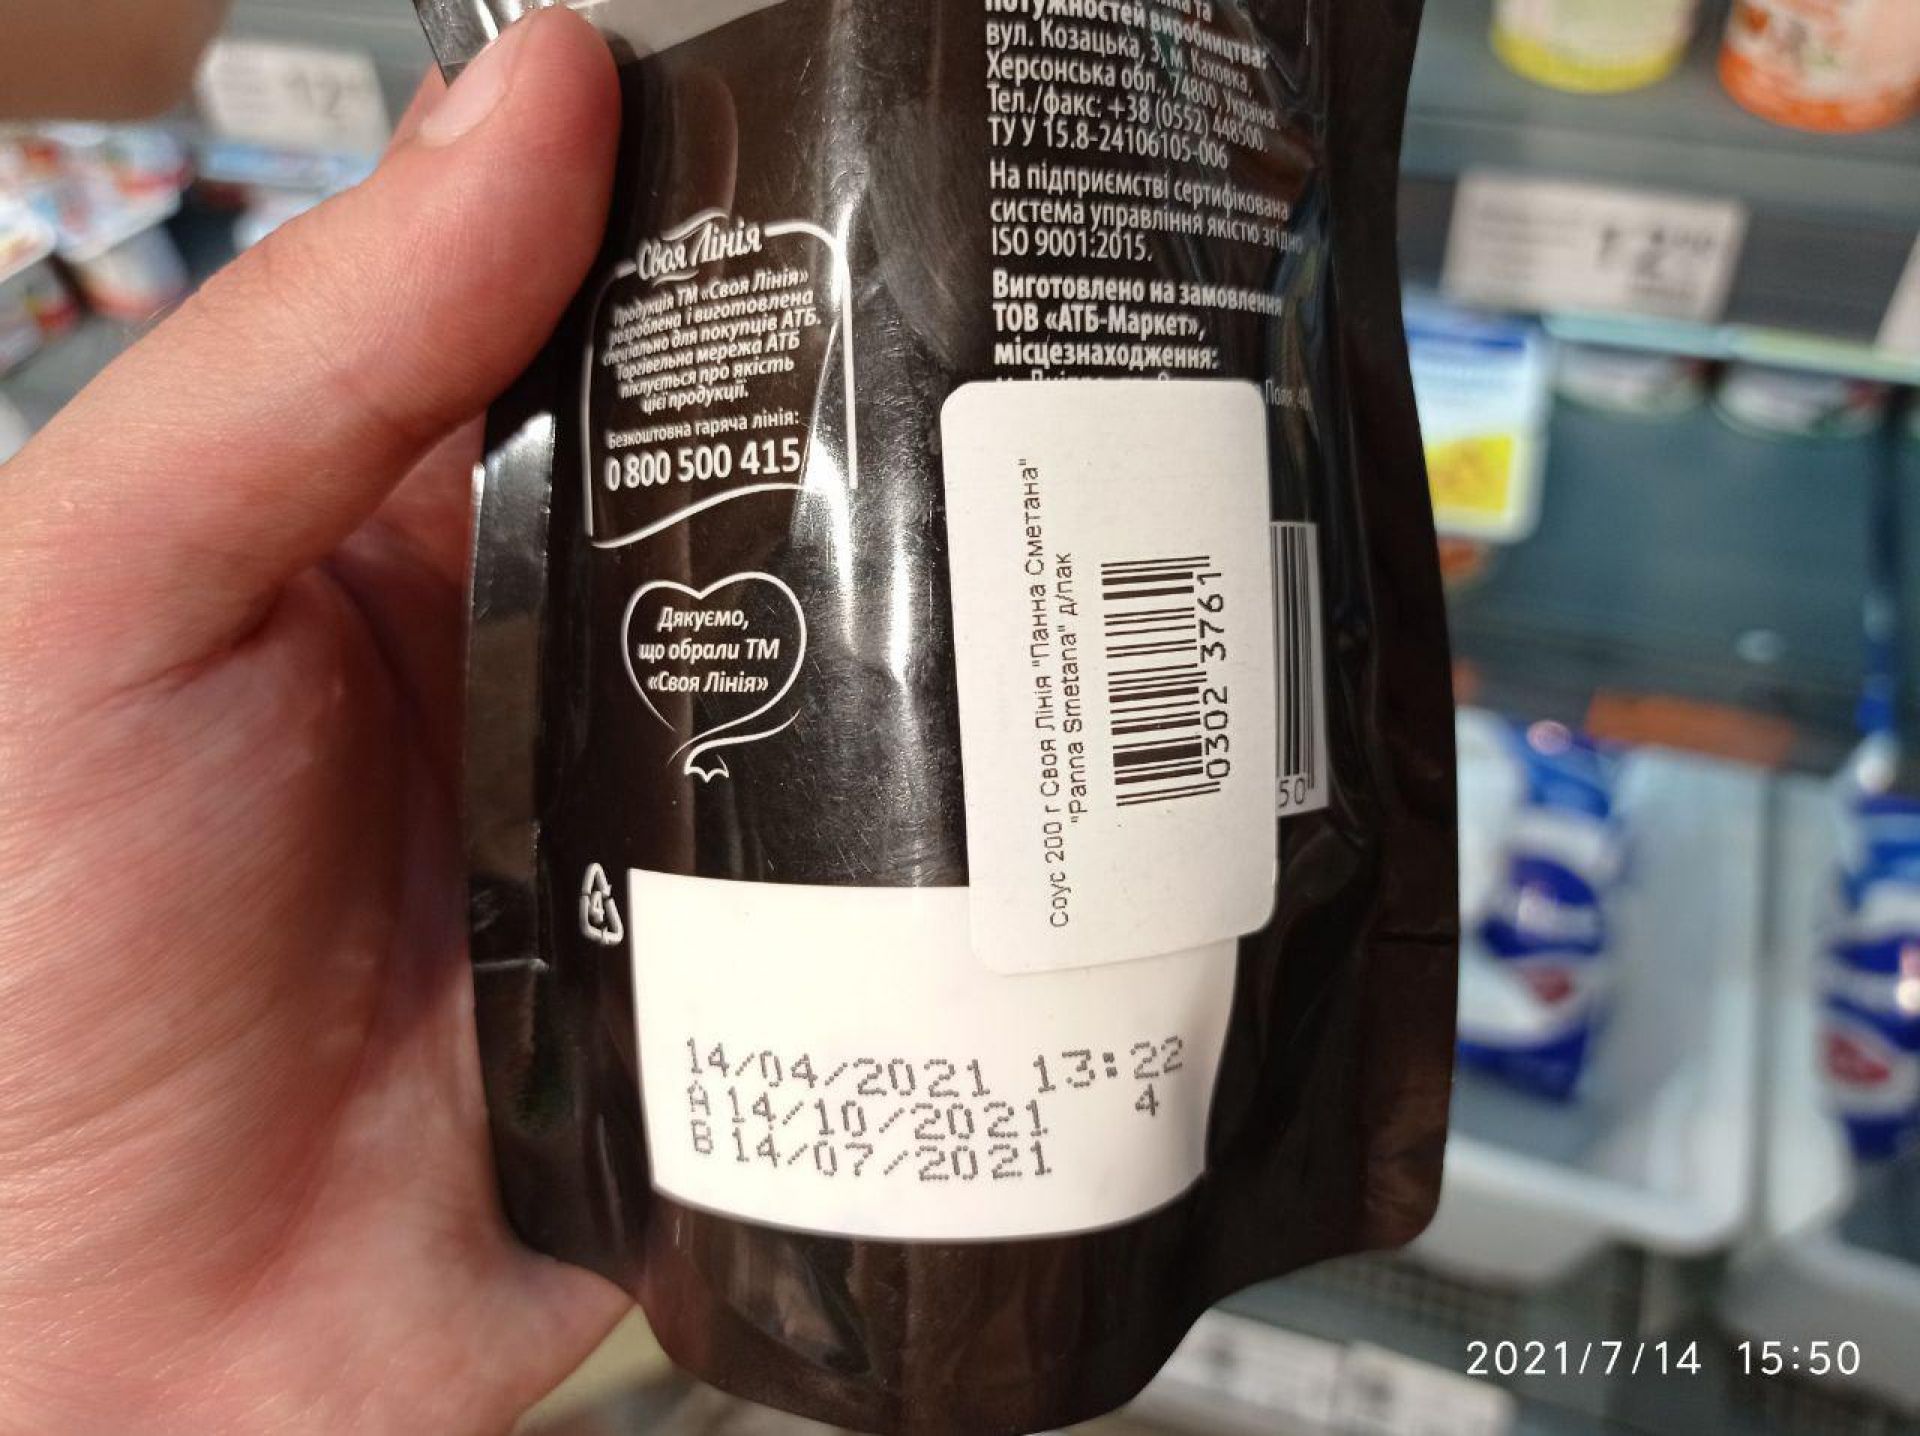 потужностей виробництва:
вул. Козацька, 3, м. Каховка,
Херсонська обл., 74800, Україна.
Тел./факс: +38 (0552) 448500.
ТУ У 15.8-24106105-006
На підприємстві сертифікована
система управління якістю згідно
ISO 9001:2015.
Виготовлено на замовлення
ТОВ «АТБ-Маркет»,
місцезнаходження:
Своя Лінія
Продукція ТМ «Своя Лінія»
розроблена і виготовлена
спеціально для покупців АТБ.
Торгівельна мережа АТБ
піклується про якість
цієї продукції.
Безкоштовна гаряча лінія:
0 800 500 415
Дякуємо,
що обрали ТМ
«Своя Лінія»
Соус 200 г Своя Лінія "Панна Сметана"
"Panna Smetana" д/пак
0302 3761
50
4
14/04/2021 13:22
A 14/10/2021 4
B 14/07/2021
2021/7/14 15:50